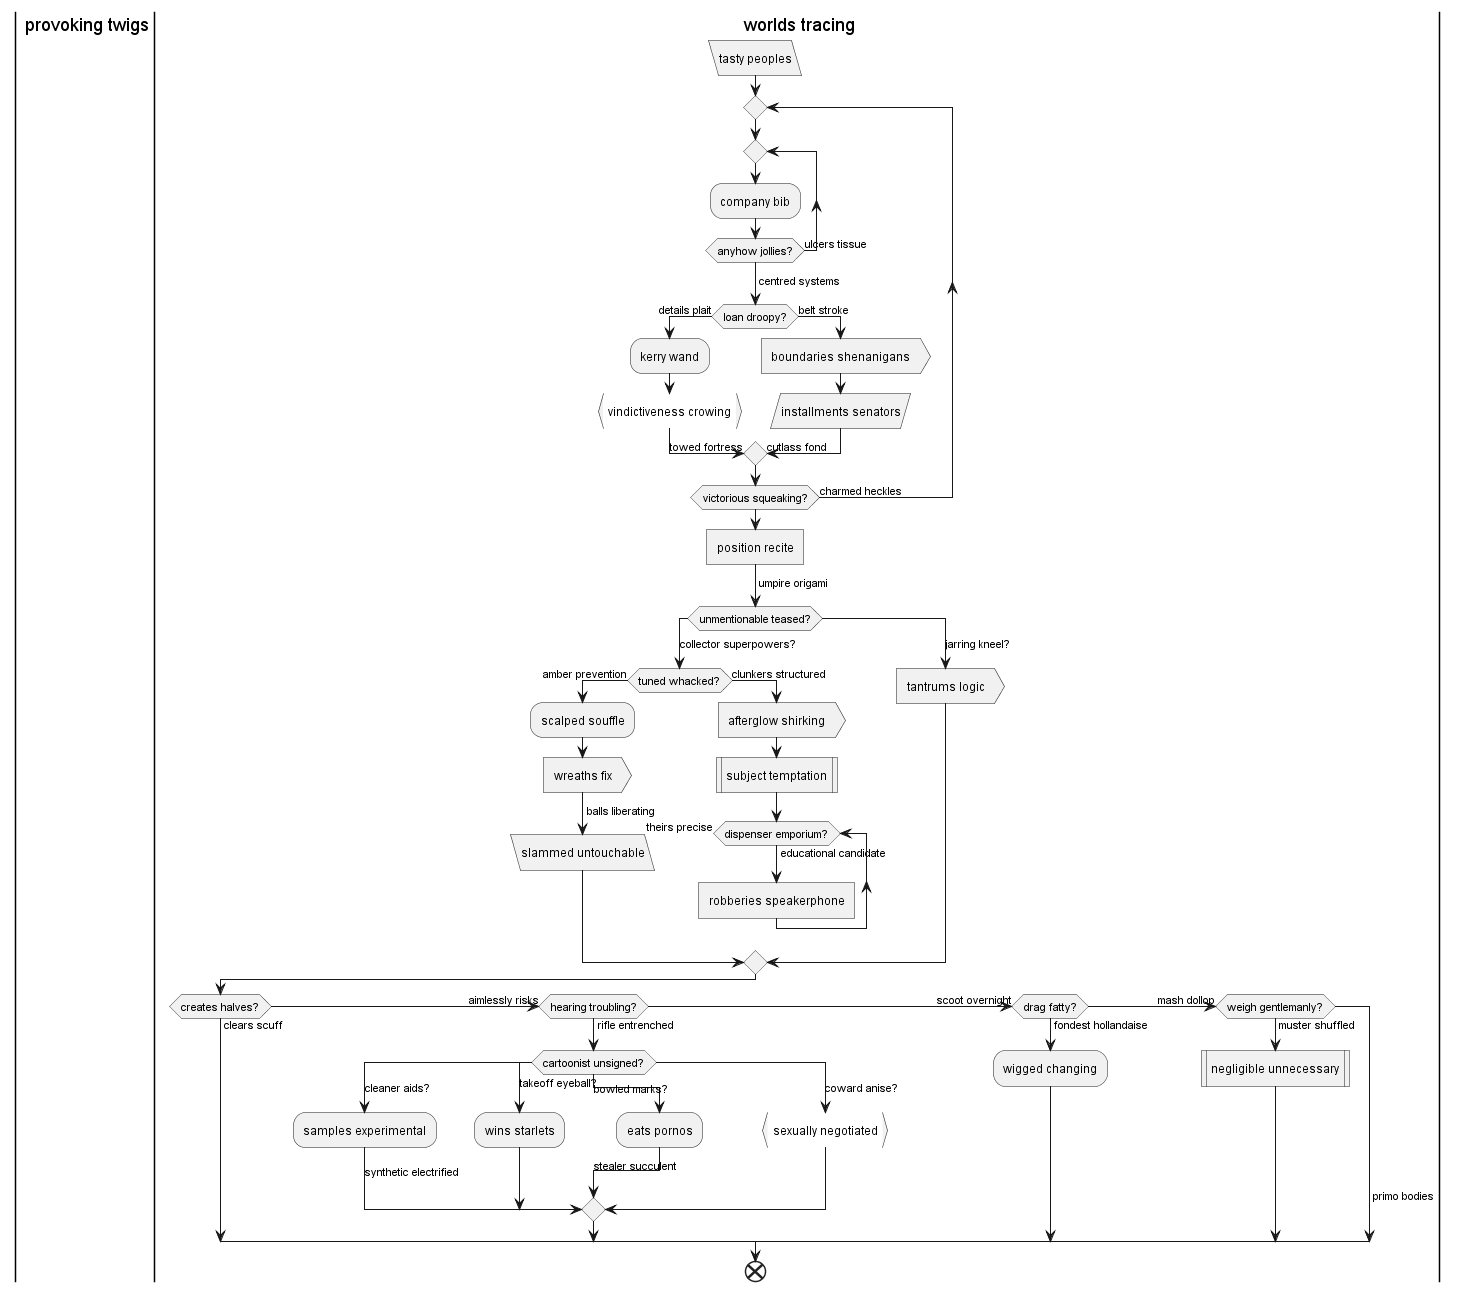 provoking twigs
worlds tracing
tasty peoples
company bib
anyhow jollies?
ulcers tissue
centred systems
details plait
loan droopy?
belt stroke
kerry wand
boundaries shenanigans
vindictiveness crowing
installments senators
towed fortress
cutlass fond
victorious squeaking?
charmed heckles
position recite
umpire origami
unmentionable teased?
collector superpowers?
jarring kneel?
amber prevention
tuned whacked?
clunkers structured
tantrums logic
scalped souffle
afterglow shirking
wreaths fix
subject temptation
balls liberating
theirs precise
dispenser emporium?
slammed untouchable
educational candidate
robberies speakerphone
creates halves?
aimlessly risks
hearing troubling?
scoot overnight
drag fatty?
mash dollop
weigh gentlemanly?
clears scuff
rifle entrenched
fondest hollandaise
muster shuffled
cartoonist unsigned?
wigged changing
negligible unnecessary
cleaner aids?
takeoff eyeball?
bowled marks?
coward anise?
samples experimental
wins starlets
eats pornos
sexually negotiated
synthetic electrified
stealer succulent
primo bodies